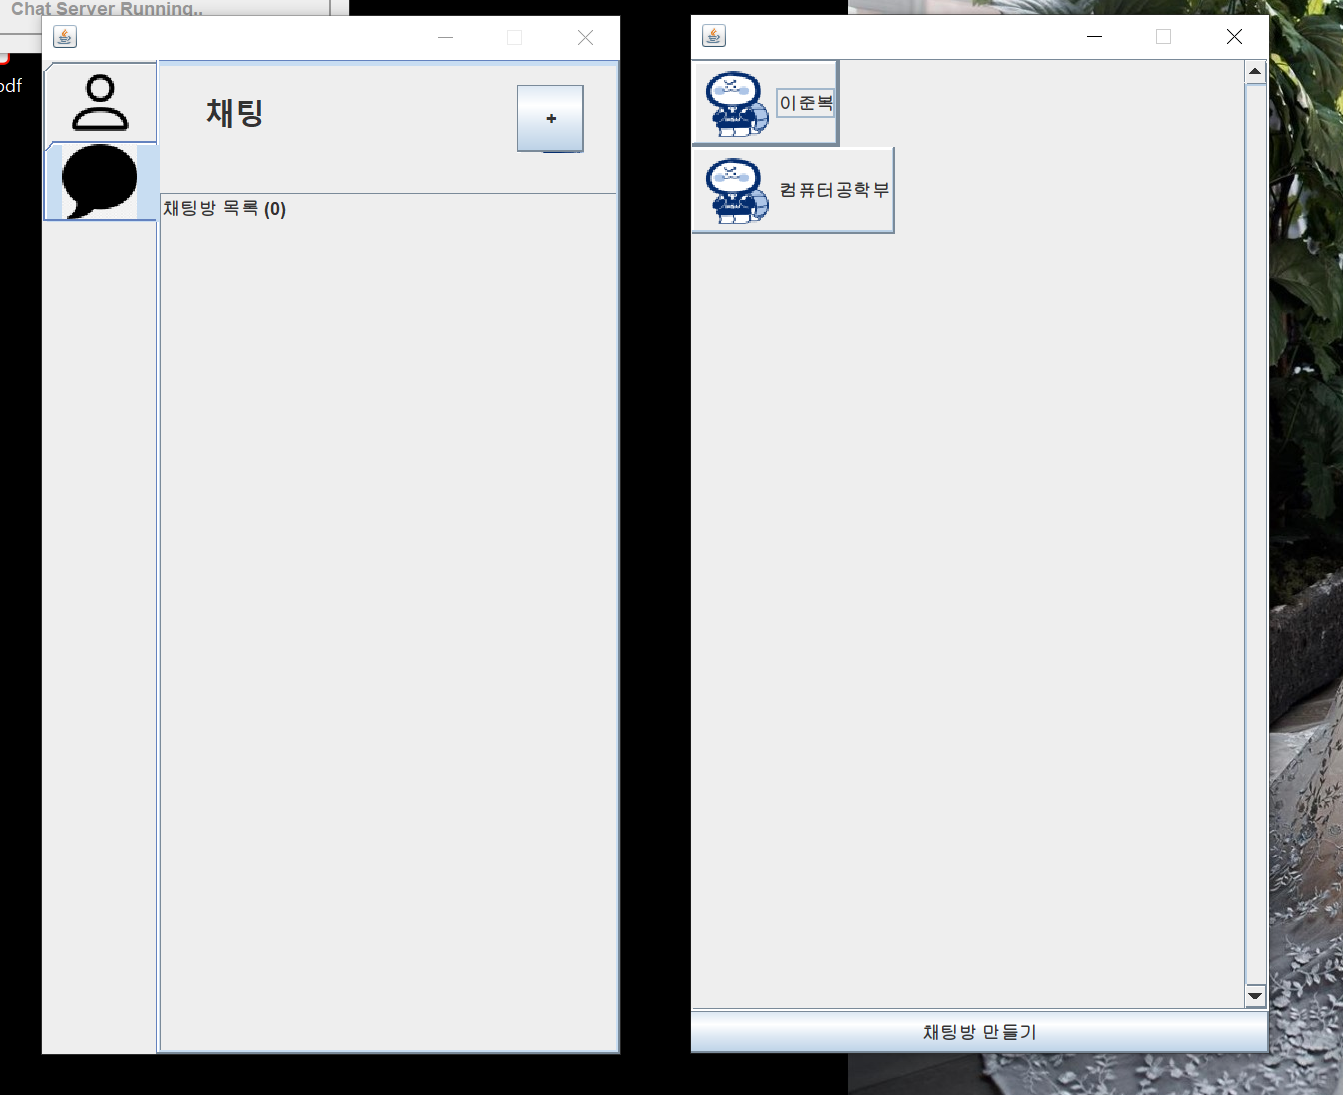 Chat Server Running..
pdf
채팅
+
채팅방 목록 (0)
이준복
컴퓨터공학부
채팅방 만들기